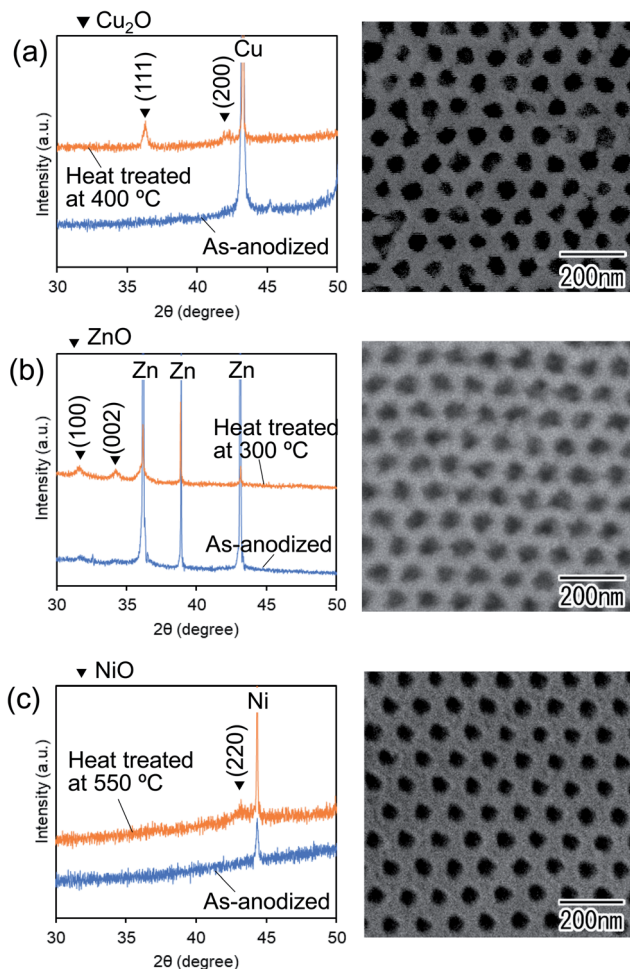 (a)
▼ Cu₂O
Cu
(111)
(200)
Heat treated
at 400 ºC
As-anodized
Intensity (a.u.)
30 35 40 45 50
2θ (degree)
200nm
(b)
▼ ZnO
Zn Zn Zn
(100)
(002)
Heat treated
at 300 ºC
As-anodized
Intensity (a.u.)
30 35 40 45 50
2θ (degree)
200nm
(c)
▼ NiO
Ni
(220)
Heat treated
at 550 ºC
As-anodized
Intensity (a.u.)
30 35 40 45 50
2θ (degree)
200nm